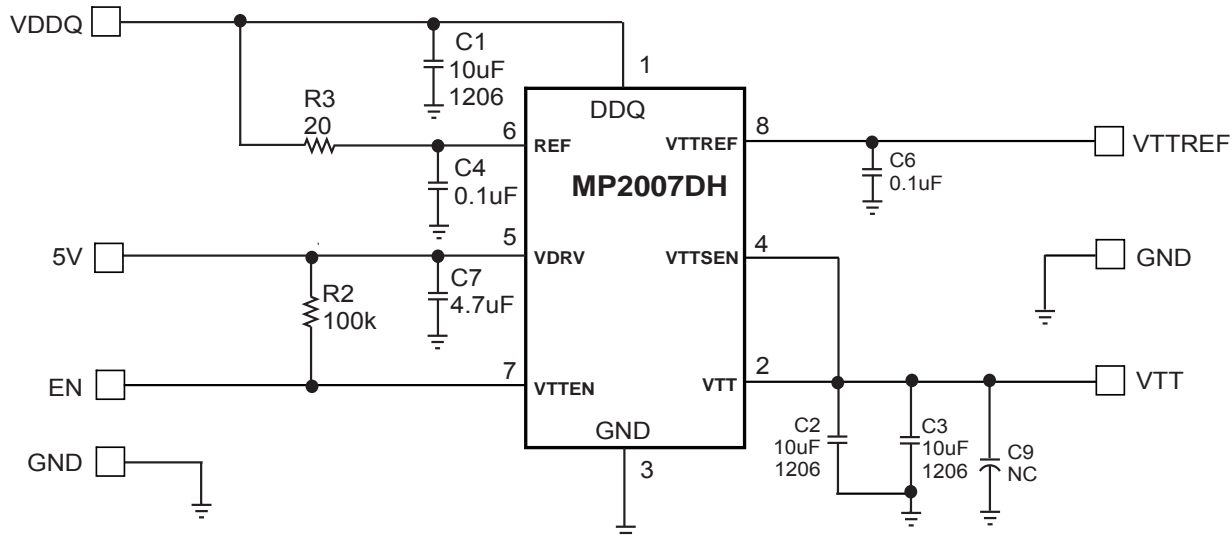 VDDQ
C1
10uF
1206
1
R3
20
DDQ
6
REF
VTTREF
8
VTTREF
MP2007DH
C4
0.1uF
C6
0.1uF
5V
5
VDRV
VTTSEN
4
GND
R2
100k
C7
4.7uF
EN
7
VTTEN
VTT
2
VTT
GND
3
C2
10uF
1206
C3
10uF
1206
C9
NC
GND